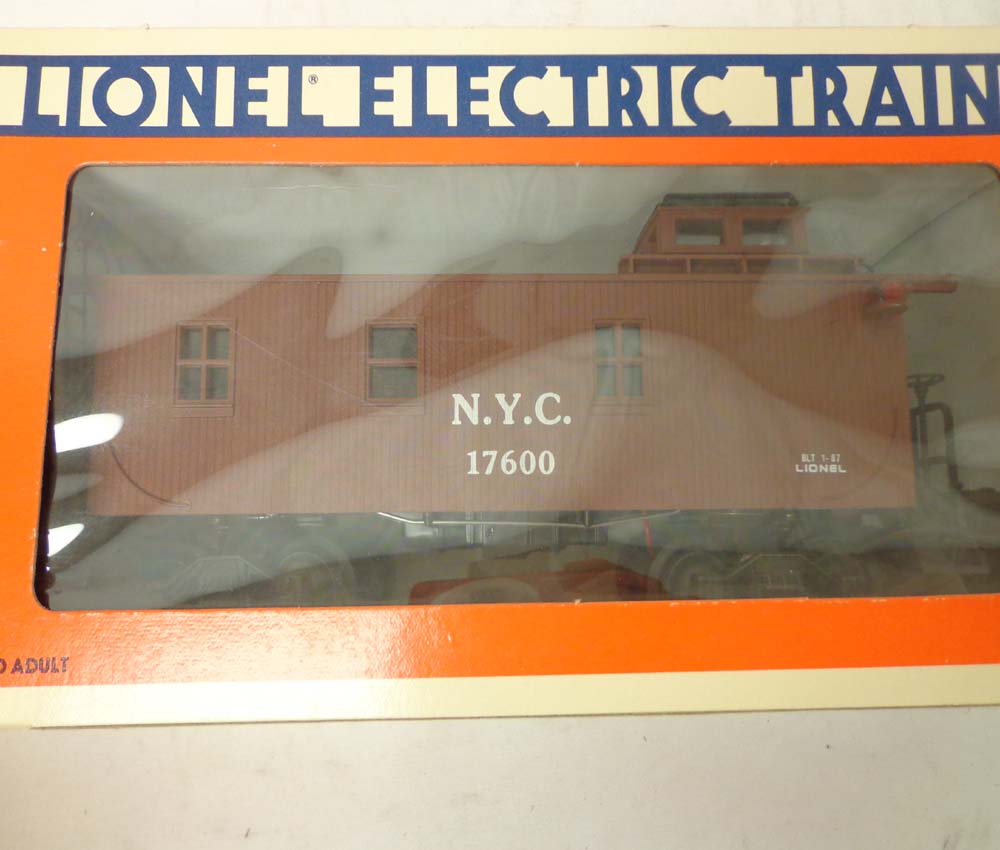 LIONEL® ELECTRIC TRAIN
N.Y.C.
17600
BLT 1-87
LIONEL
O ADULT